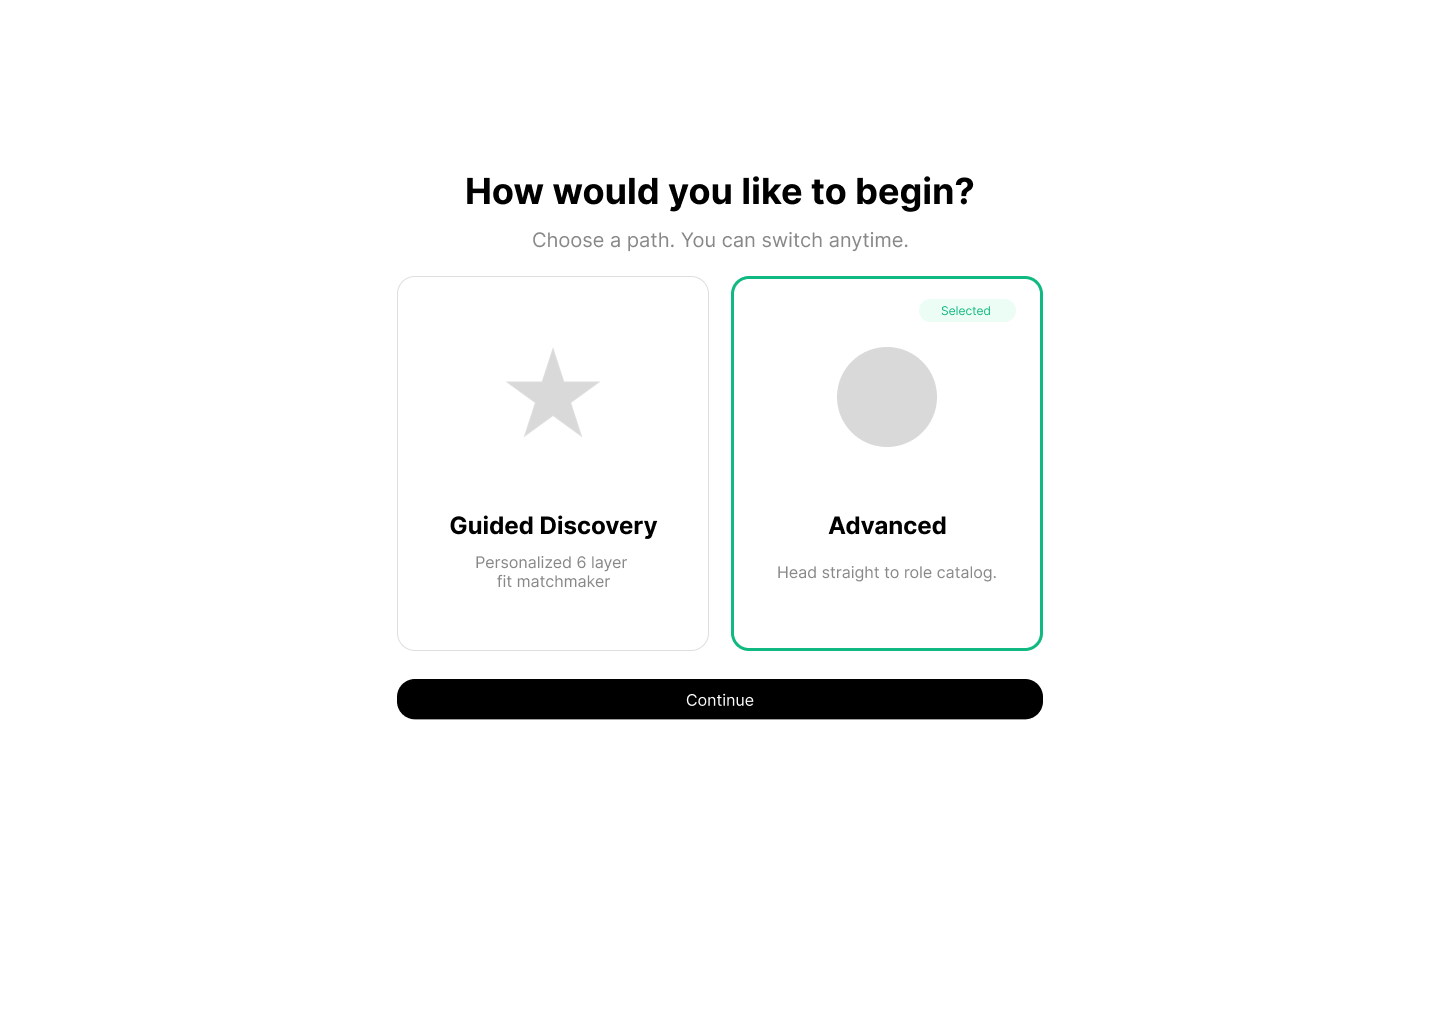 How would you like to begin?
Choose a path. You can switch anytime.
Selected
Guided Discovery
Personalized 6 layer
fit matchmaker
Advanced
Head straight to role catalog.
Continue